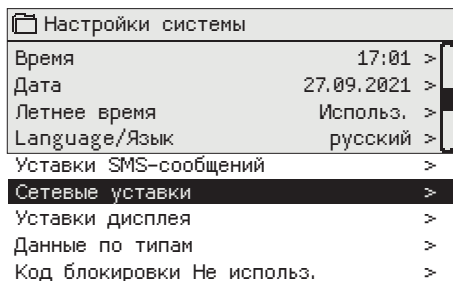 Настройки системы
Время 17:01 >
Дата 27.09.2021 >
Летнее время Использ. >
Language/Язык русский >
Уставки SMS-сообщений >
Сетевые уставки >
Уставки дисплея >
Данные по типам >
Код блокировки Не использ. >